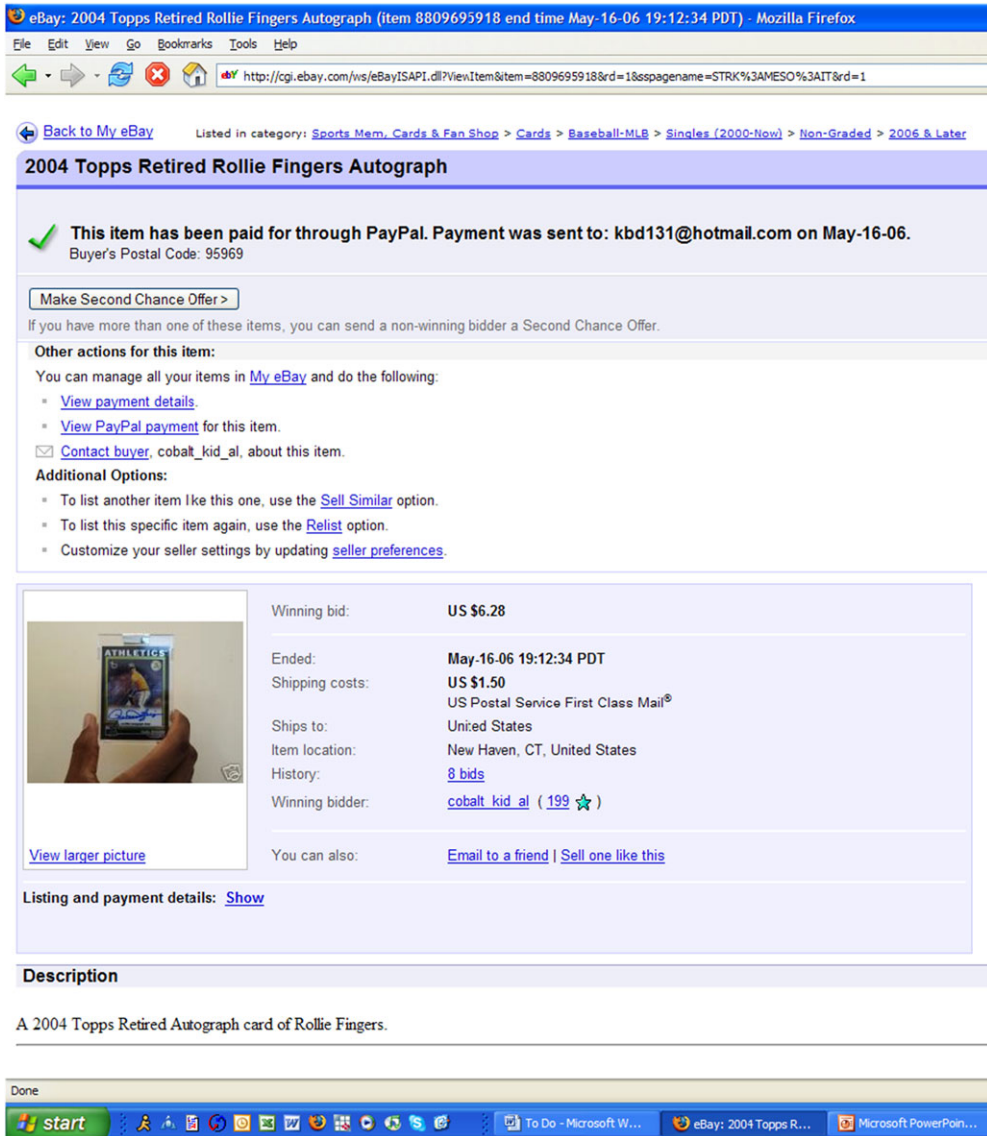 eBay: 2004 Topps Retired Rollie Fingers Autograph (item 8809695918 end time May-16-06 19:12:34 PDT) - Mozilla Firefox
File Edit View Go Bookmarks Tools Help
http://cgi.ebay.com/ws/eBayISAPI.dll?ViewItem&item=8809695918&rd=1&sspagename=STRK%3AMESO%3AIT&rd=1
Back to My eBay Listed in category: Sports Mem, Cards & Fan Shop > Cards > Baseball-MLB > Singles (2000-Now) > Non-Graded > 2006 & Later
2004 Topps Retired Rollie Fingers Autograph
This item has been paid for through PayPal. Payment was sent to: kbd131@hotmail.com on May-16-06.
Buyer's Postal Code: 95969
Make Second Chance Offer >
If you have more than one of these items, you can send a non-winning bidder a Second Chance Offer.
Other actions for this item:
You can manage all your items in My eBay and do the following:
View payment details.
View PayPal payment for this item.
Contact buyer, cobalt_kid_al, about this item.
Additional Options:
To list another item like this one, use the Sell Similar option.
To list this specific item again, use the Relist option.
Customize your seller settings by updating seller preferences.
ATHLETICS
View larger picture
Winning bid: US $6.28
Ended: May-16-06 19:12:34 PDT
Shipping costs: US $1.50
US Postal Service First Class Mail®
Ships to: United States
Item location: New Haven, CT, United States
History: 8 bids
Winning bidder: cobalt_kid_al ( 199 )
You can also: Email to a friend | Sell one like this
Listing and payment details: Show
Description
A 2004 Topps Retired Autograph card of Rollie Fingers.
Done
start To Do - Microsoft W... eBay: 2004 Topps R... Microsoft PowerPoin...